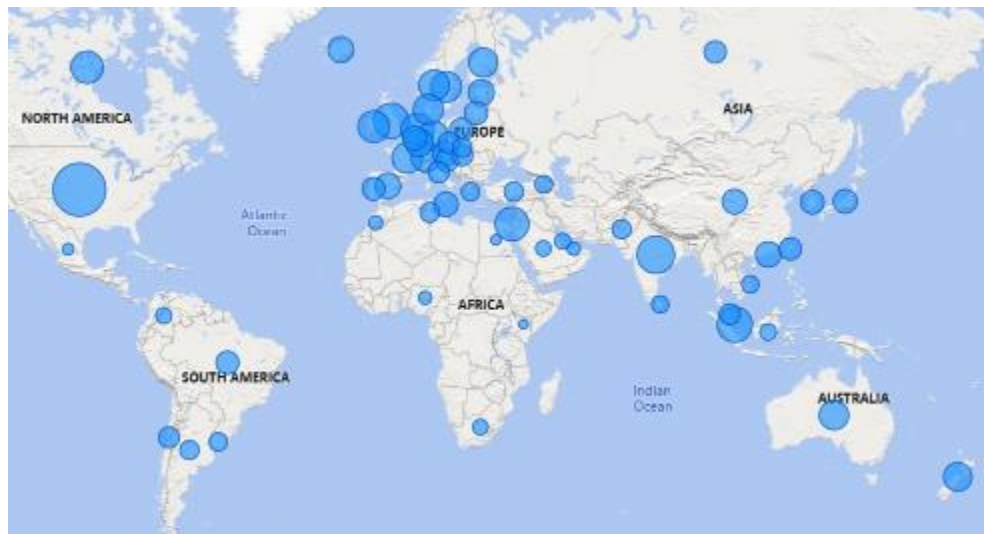 NORTH AMERICA
ASIA
EUROPE
Atlantic
Ocean
AFRICA
SOUTH AMERICA
Indian
Ocean
AUSTRALIA